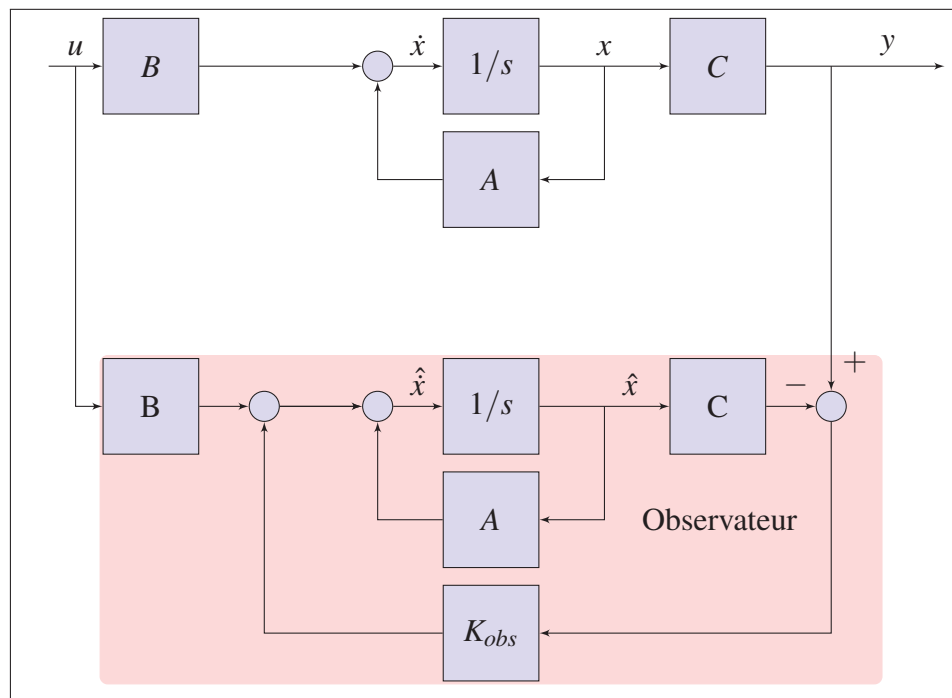 u B ẋ 1/s x C y
A
B x̂̇ 1/s x̂ C − +
A Observateur
K_obs